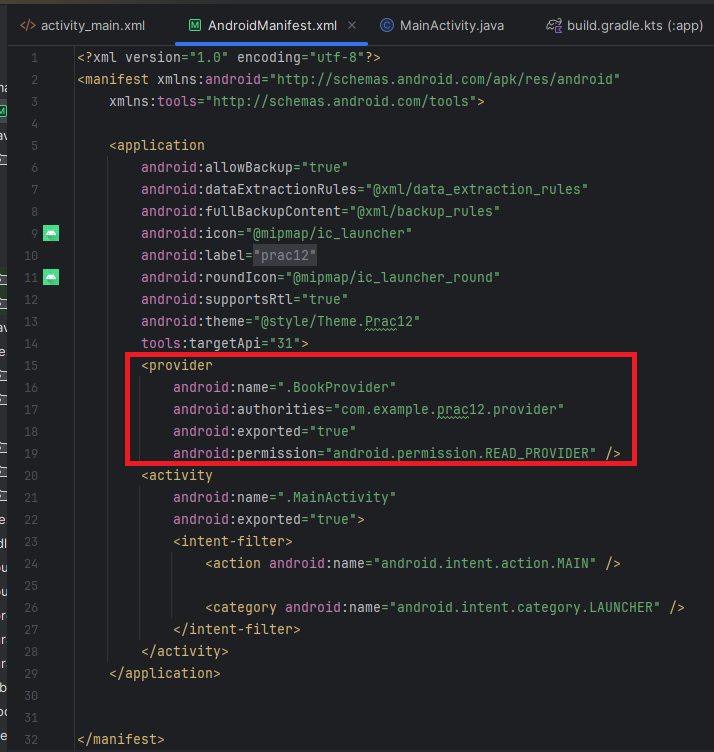 activity_main.xml AndroidManifest.xml MainActivity.java build.gradle.kts (:app)
1 <?xml version="1.0" encoding="utf-8"?>
2 <manifest xmlns:android="http://schemas.android.com/apk/res/android"
3 xmlns:tools="http://schemas.android.com/tools">
4
5 <application
6 android:allowBackup="true"
7 android:dataExtractionRules="@xml/data_extraction_rules"
8 android:fullBackupContent="@xml/backup_rules"
9 android:icon="@mipmap/ic_launcher"
10 android:label="prac12"
11 android:roundIcon="@mipmap/ic_launcher_round"
12 android:supportsRtl="true"
13 android:theme="@style/Theme.Prac12"
14 tools:targetApi="31">
15 <provider
16 android:name=".BookProvider"
17 android:authorities="com.example.prac12.provider"
18 android:exported="true"
19 android:permission="android.permission.READ_PROVIDER" />
20 <activity
21 android:name=".MainActivity"
22 android:exported="true">
23 <intent-filter>
24 <action android:name="android.intent.action.MAIN" />
25
26 <category android:name="android.intent.category.LAUNCHER" />
27 </intent-filter>
28 </activity>
29 </application>
30
31
32 </manifest>